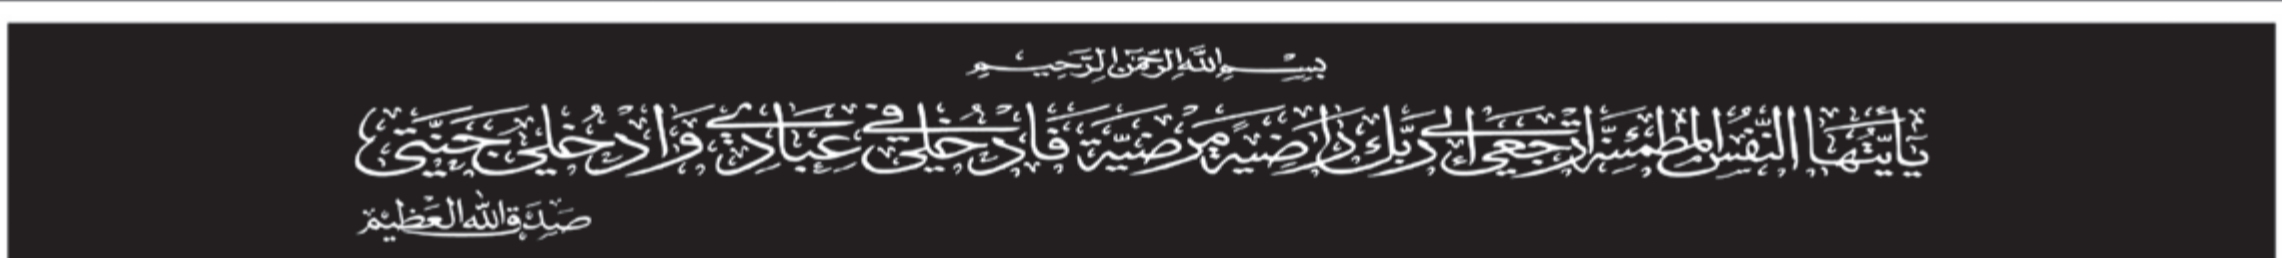 بسم الله الرحمن الرحيم
يا أيتها النفس المطمئنة ارجعي إلى ربك راضية مرضية فادخلي في عبادي وادخلي جنتي
صدق الله العظيم